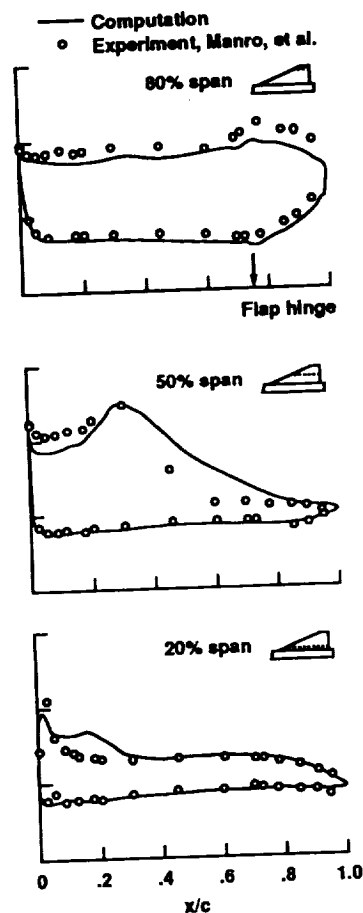 Computation
Experiment, Manro, et al.
80% span
Flap hinge
50% span
20% span
0 .2 .4 .6 .8 1.0
x/c